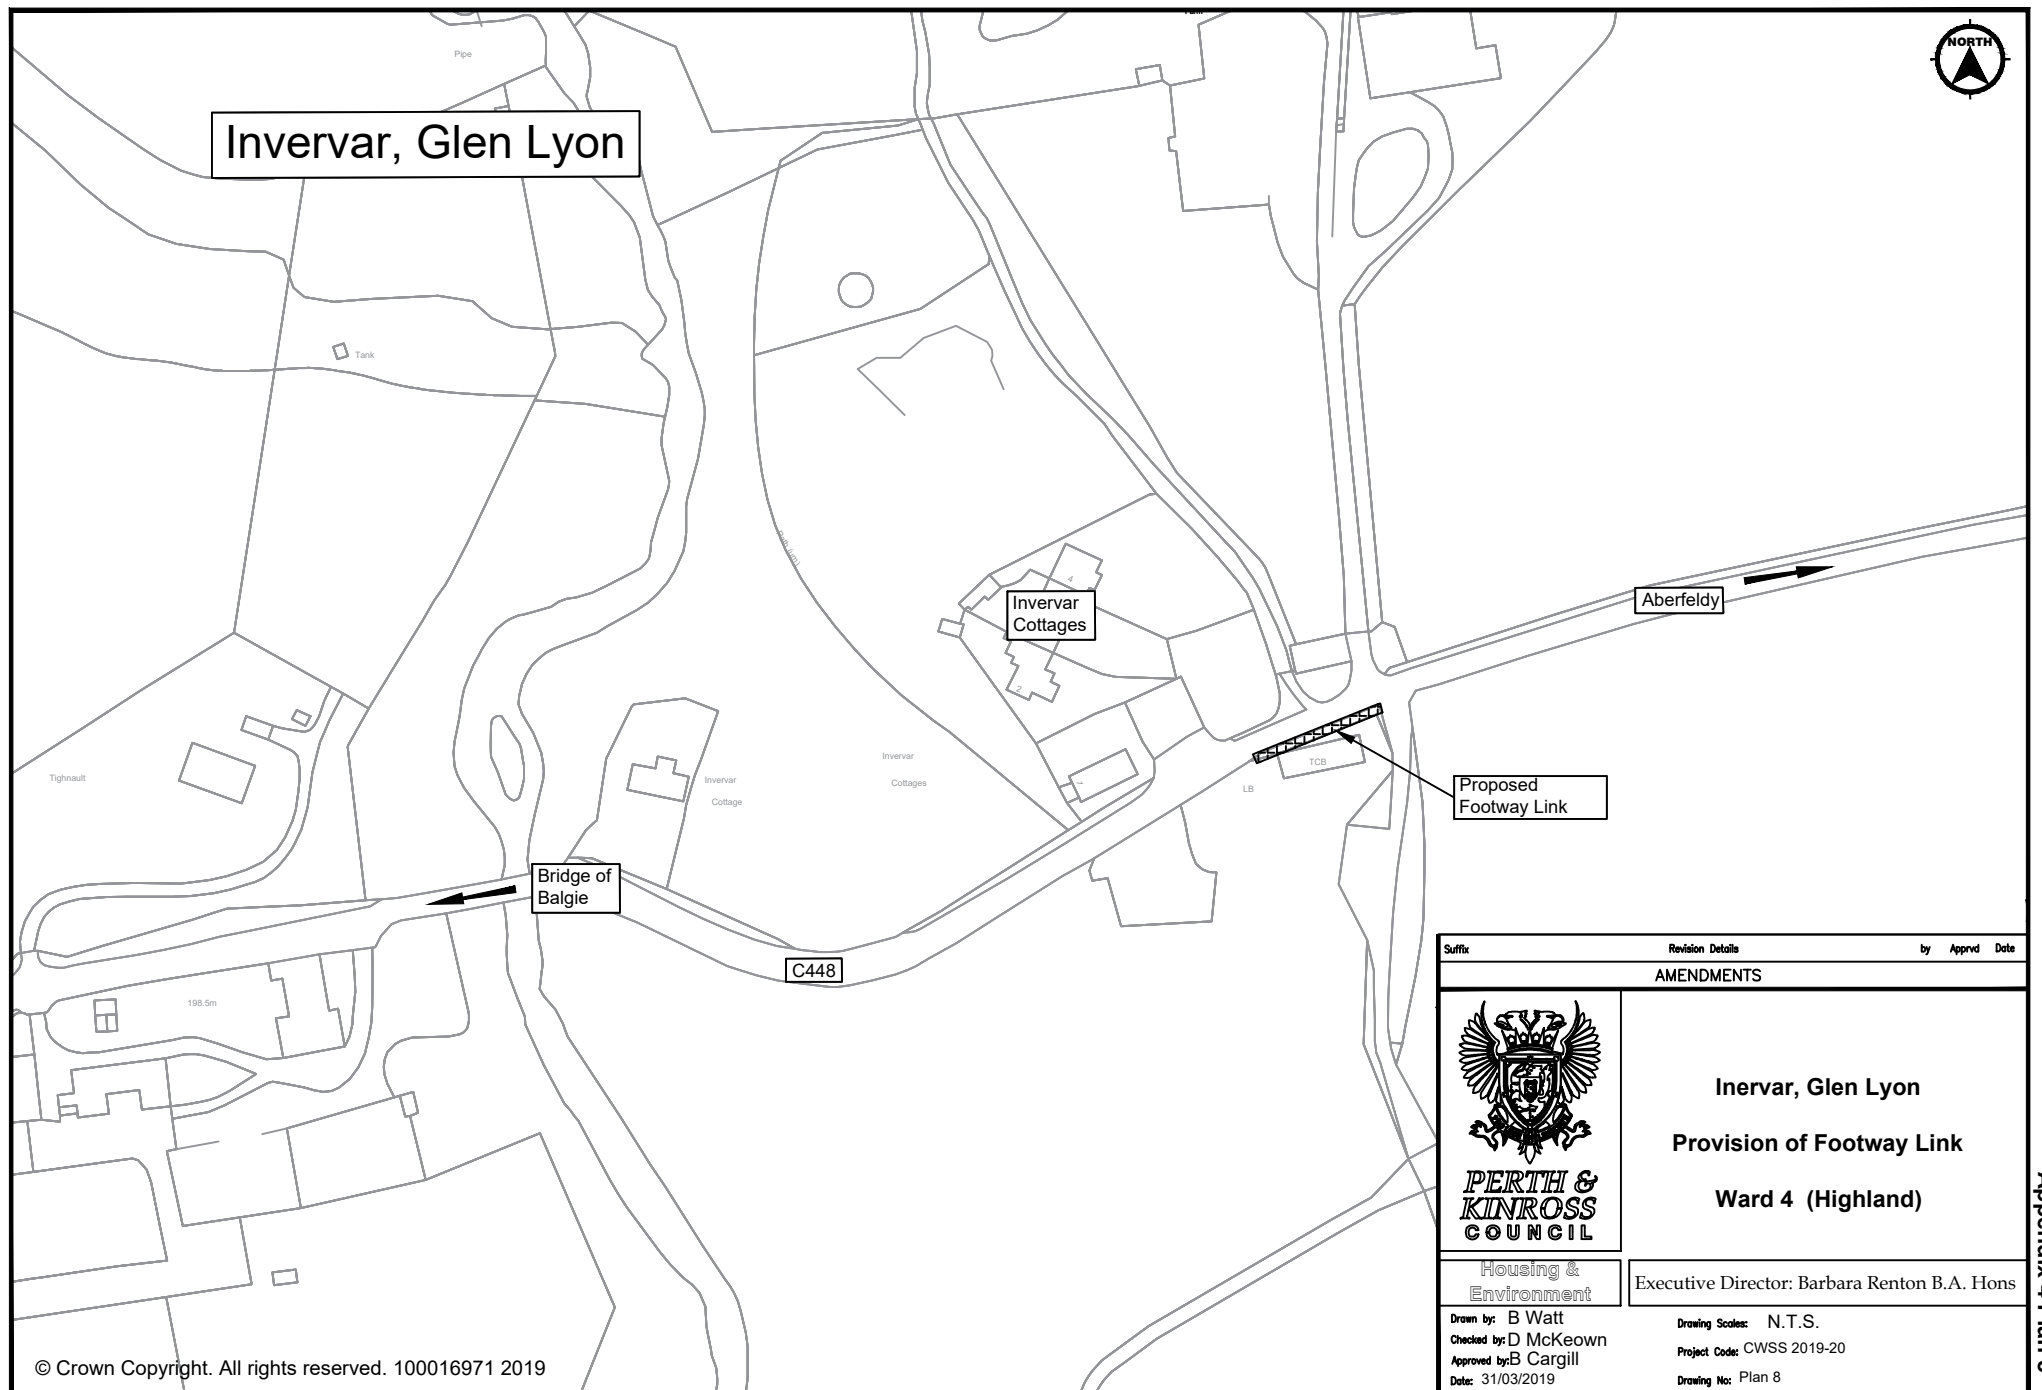 Pipe
NORTH
Invervar, Glen Lyon
Tank
Path (um)
4
Invervar
Cottages
2
Aberfeldy
Tighnault
Invervar
Cottage
Invervar
Cottages
1
TCB
LB
Proposed
Footway Link
Bridge of
Balgie
C448
198.5m
Suffix Revision Details by Apprvd Date
AMENDMENTS
PERTH &
KINROSS
COUNCIL
Inervar, Glen Lyon
Provision of Footway Link
Ward 4 (Highland)
Housing &
Environment
Executive Director: Barbara Renton B.A. Hons
Drawn by: B Watt
Checked by: D McKeown
Approved by: B Cargill
Date: 31/03/2019
Drawing Scales: N.T.S.
Project Code: CWSS 2019-20
Drawing No: Plan 8
© Crown Copyright. All rights reserved. 100016971 2019